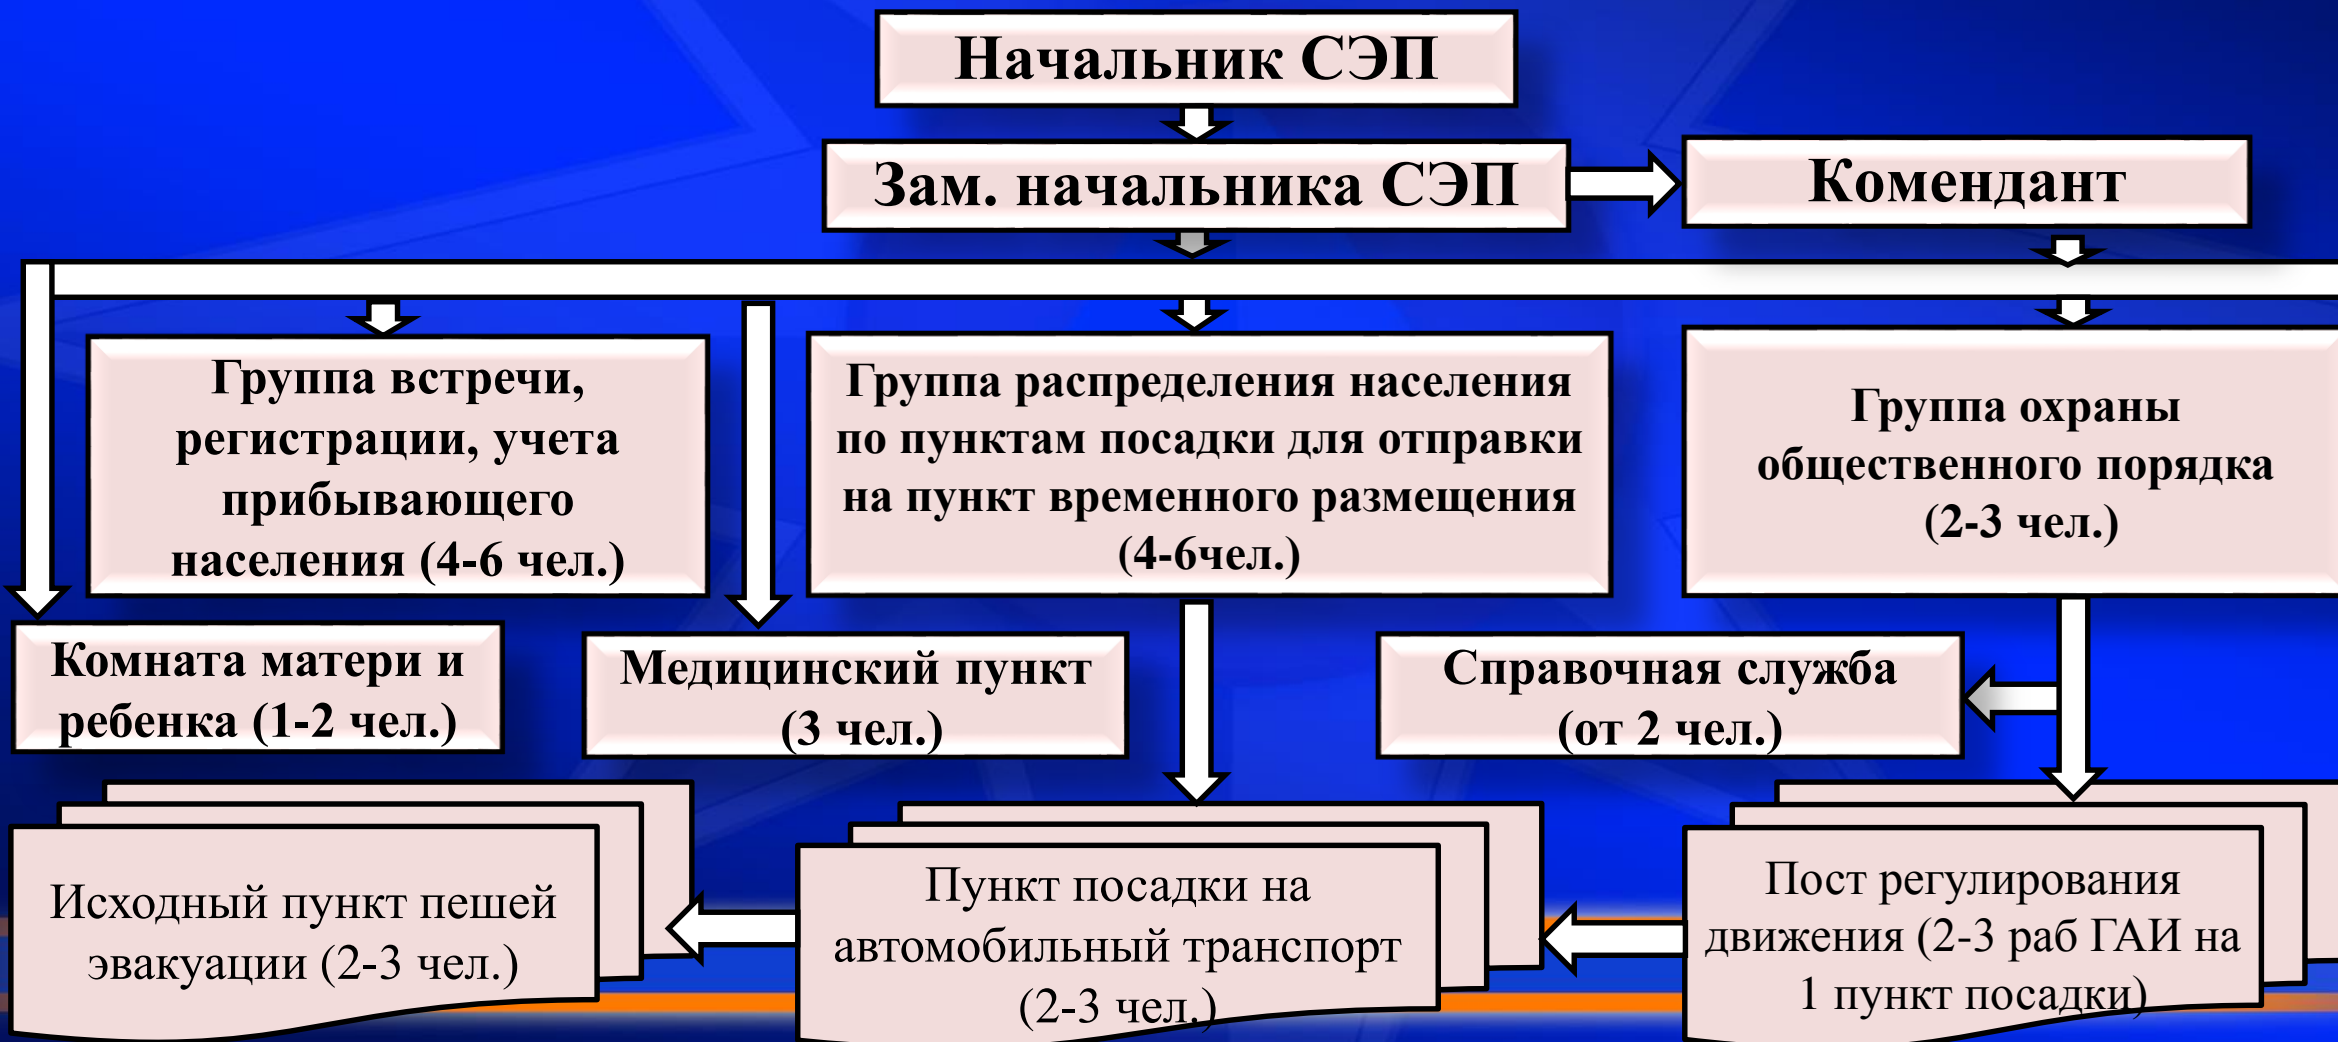 Начальник СЭП
Зам. начальника СЭП
Комендант
Группа встречи,
регистрации, учета
прибывающего
населения (4-6 чел.)
Группа распределения населения
по пунктам посадки для отправки
на пункт временного размещения
(4-6чел.)
Группа охраны
общественного порядка
(2-3 чел.)
Комната матери и
ребенка (1-2 чел.)
Медицинский пункт
(3 чел.)
Справочная служба
(от 2 чел.)
Исходный пункт пешей
эвакуации (2-3 чел.)
Пункт посадки на
автомобильный транспорт
(2-3 чел.)
Пост регулирования
движения (2-3 раб ГАИ на
1 пункт посадки)